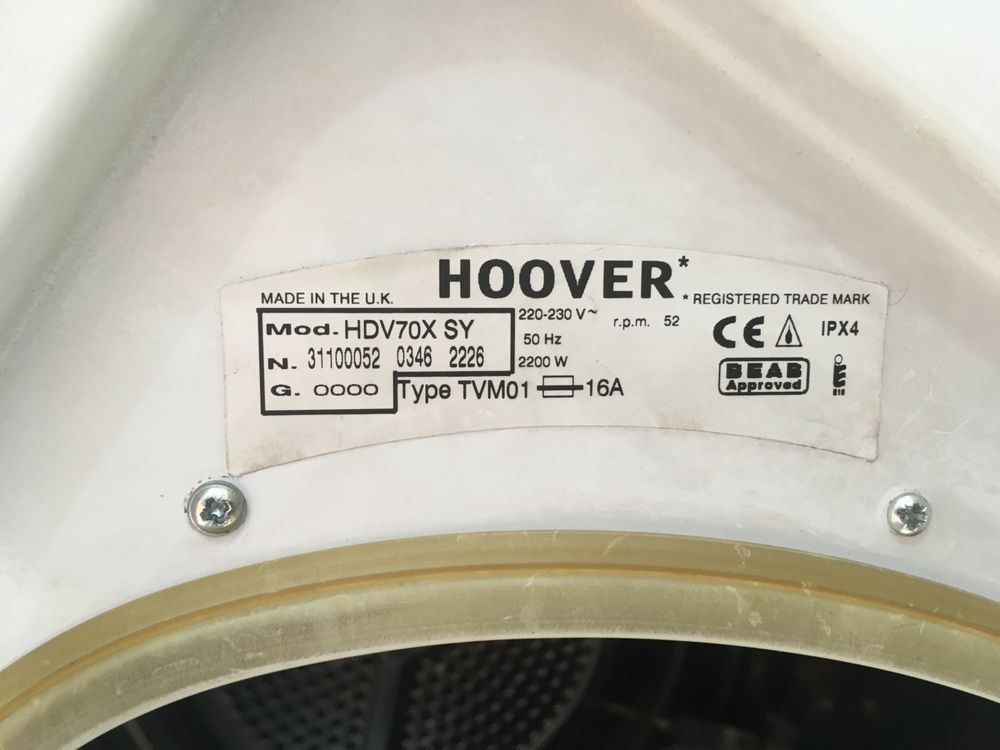 HOOVER*
MADE IN THE U.K.
* REGISTERED TRADE MARK
Mod. HDV70X SY
N. 31100052 0346 2226
G. 0000
220-230 V~
50 Hz
2200 W
r.p.m. 52
Type TVM01 16A
CE
IPX4
BEAB
Approved